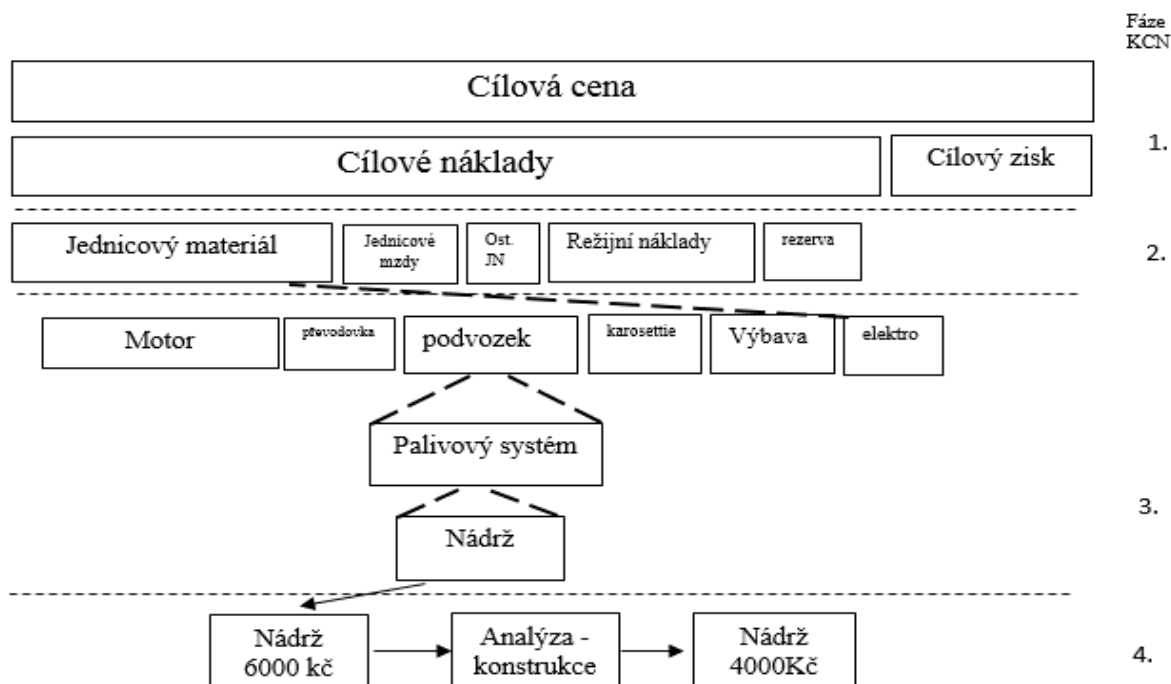 Fáze
KCN
Cílová cena
1.
Cílové náklady
Cílový zisk
Jednicový materiál
Jednicové
mzdy
Ost.
JN
Režijní náklady
rezerva
2.
Motor
převodovka
podvozek
karosettie
Výbava
elektro
Palivový systém
3.
Nádrž
Nádrž
6000 kč
Analýza -
konstrukce
Nádrž
4000Kč
4.